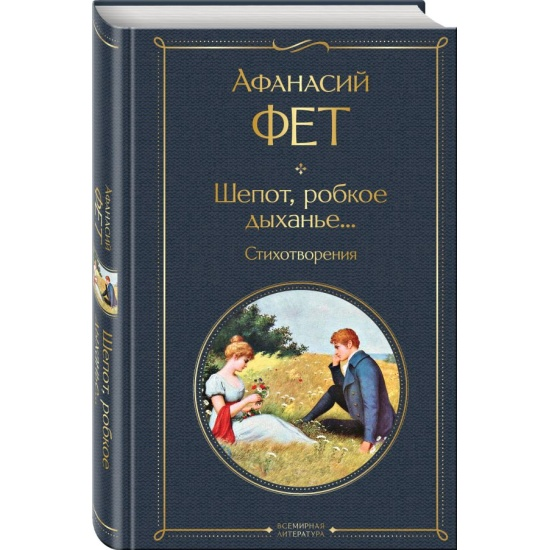 Афанасий
ФЕТ
Шепот, робкое
дыханье...
Стихотворения
ВСЕМИРНАЯ
ЛИТЕРАТУРА
Афанасий
ФЕТ
Шепот, робкое